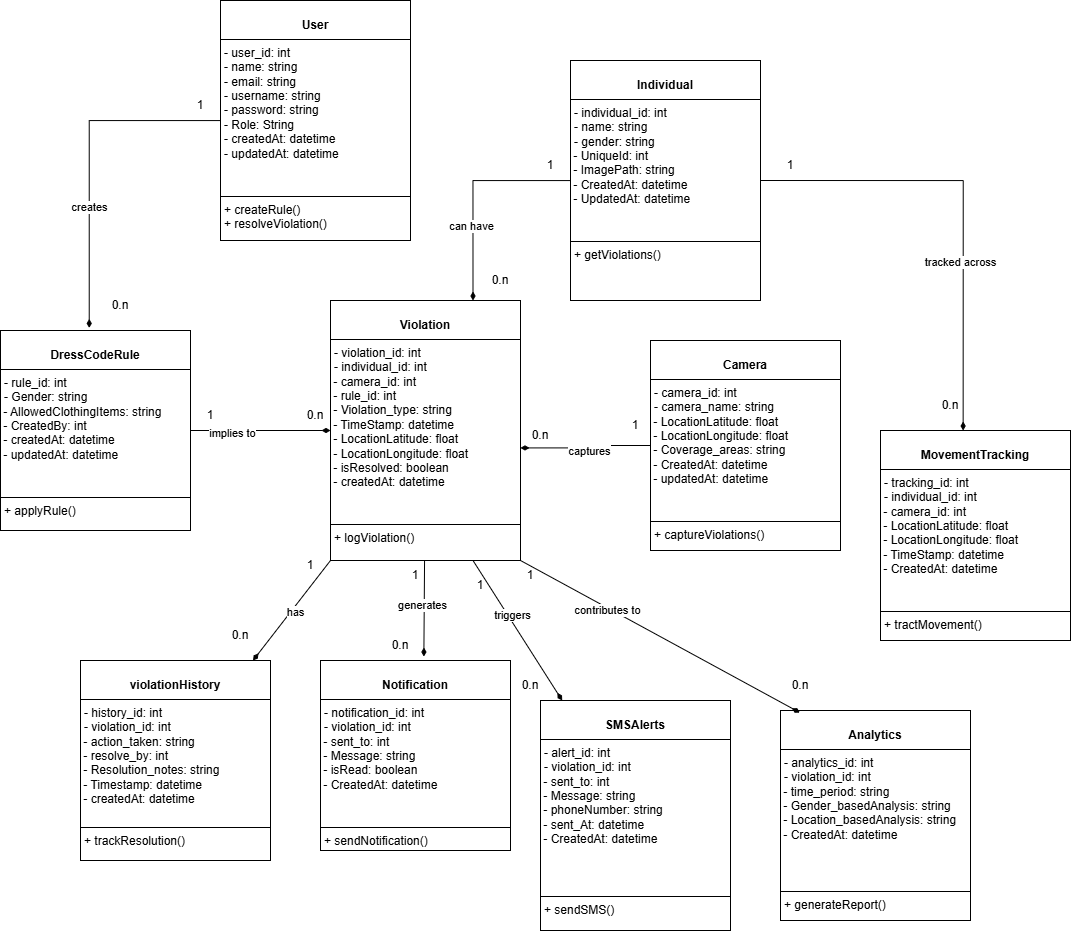 User
- user_id: int
- name: string
- email: string
- username: string
- password: string
- Role: String
- createdAt: datetime
- updatedAt: datetime
+ createRule()
+ resolveViolation()
1
creates
0.n
Individual
- individual_id: int
- name: string
- gender: string
- UniqueId: int
- ImagePath: string
- CreatedAt: datetime
- UpdatedAt: datetime
+ getViolations()
1
can have
0.n
1
tracked across
0.n
DressCodeRule
- rule_id: int
- Gender: string
- AllowedClothingItems: string
- CreatedBy: int
- createdAt: datetime
- updatedAt: datetime
+ applyRule()
1
implies to
0.n
Violation
- violation_id: int
- individual_id: int
- camera_id: int
- rule_id: int
- Violation_type: string
- TimeStamp: datetime
- LocationLatitude: float
- LocationLongitude: float
- isResolved: boolean
- createdAt: datetime
+ logViolation()
0.n
captures
1
Camera
- camera_id: int
- camera_name: string
- LocationLatitude: float
- LocationLongitude: float
- Coverage_areas: string
- CreatedAt: datetime
- updatedAt: datetime
+ captureViolations()
MovementTracking
- tracking_id: int
- individual_id: int
- camera_id: int
- LocationLatitude: float
- LocationLongitude: float
- TimeStamp: datetime
- CreatedAt: datetime
+ tractMovement()
1
has
0.n
1
generates
0.n
1
triggers
0.n
1
contributes to
0.n
violationHistory
- history_id: int
- violation_id: int
- action_taken: string
- resolve_by: int
- Resolution_notes: string
- Timestamp: datetime
- createdAt: datetime
+ trackResolution()
Notification
- notification_id: int
- violation_id: int
- sent_to: int
- Message: string
- isRead: boolean
- CreatedAt: datetime
+ sendNotification()
SMSAlerts
- alert_id: int
- violation_id: int
- sent_to: int
- Message: string
- phoneNumber: string
- sent_At: datetime
- CreatedAt: datetime
+ sendSMS()
Analytics
- analytics_id: int
- violation_id: int
- time_period: string
- Gender_basedAnalysis: string
- Location_basedAnalysis: string
- CreatedAt: datetime
+ generateReport()